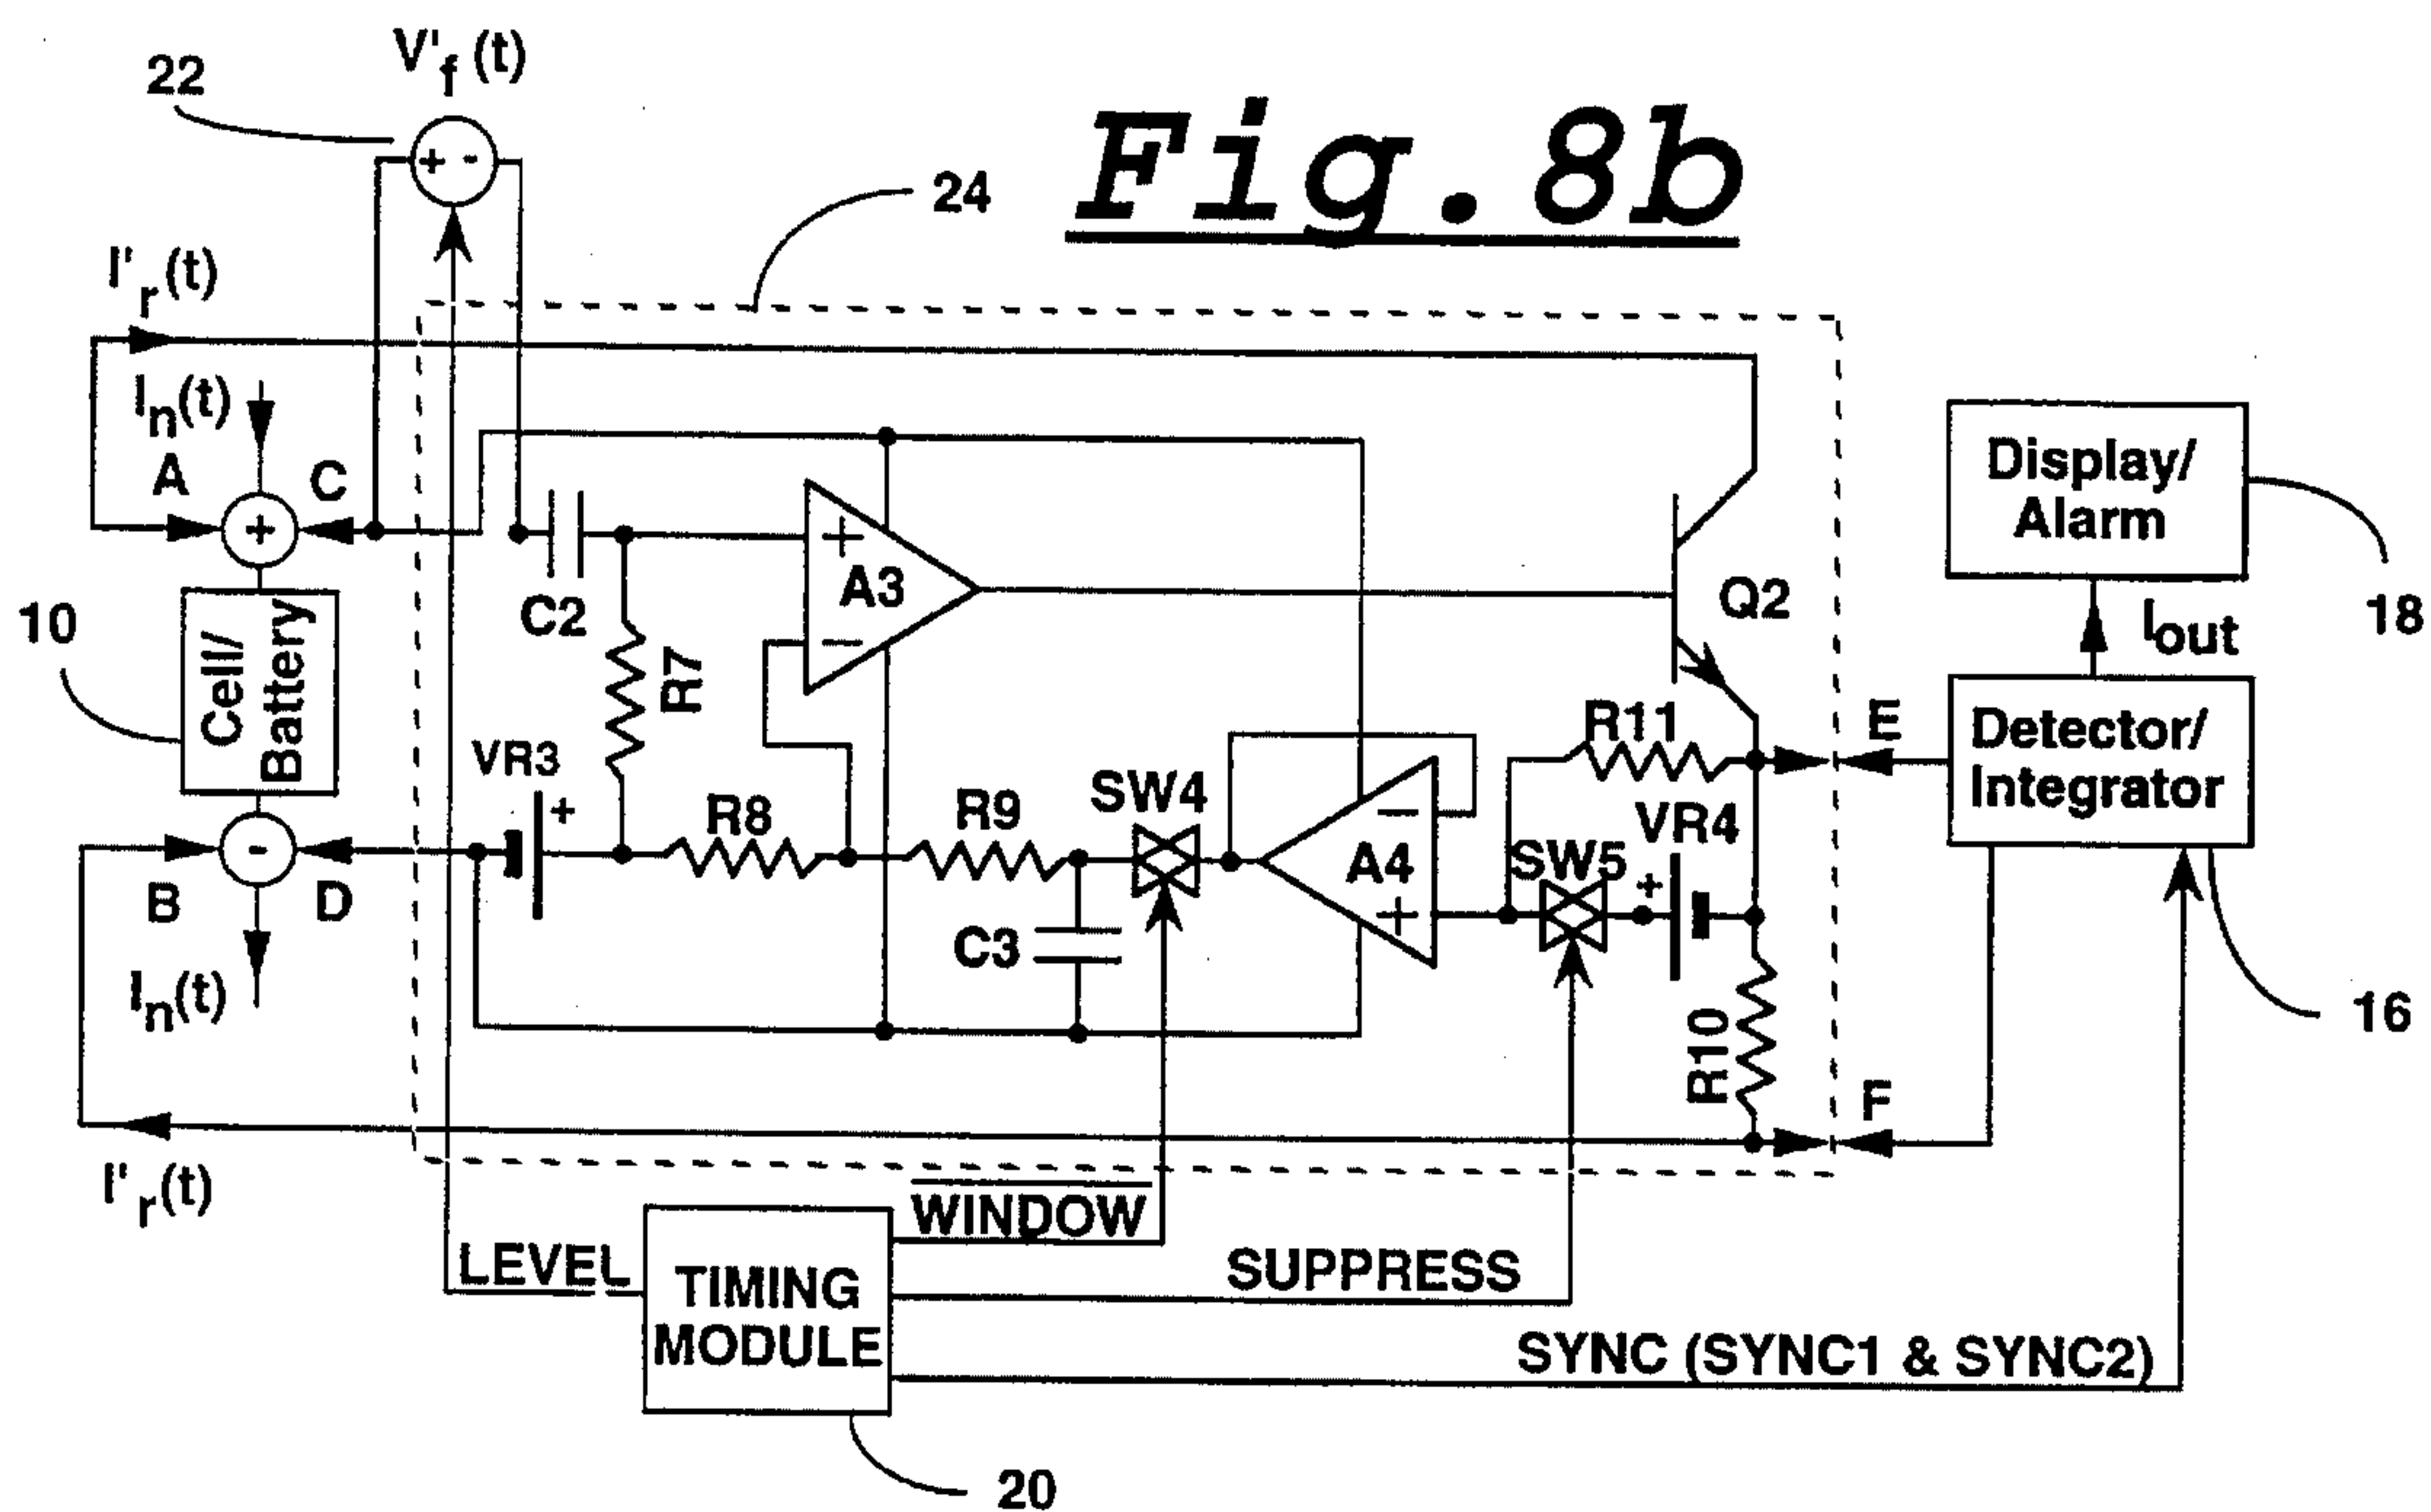 Fig.8b
V'f (t)
22
24
I'r(t)
In(t)
A
C
+ -
+
10
Cell/
Battery
-
B
D
In(t)
I'r(t)
C2
R7
+
A3
−
VR3
+
R8
R9
SW4
C3
−
A4
+
R11
SW5
VR4
+
Q2
R10
E
F
Display/
Alarm
18
Iout
Detector/
Integrator
16
WINDOW
LEVEL
TIMING
MODULE
SUPPRESS
SYNC (SYNC1 & SYNC2)
20